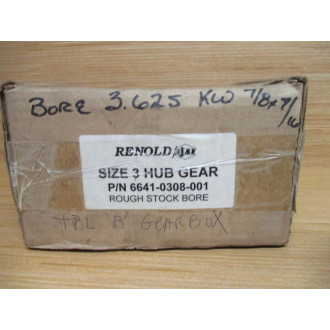 BORE 3.625 KW 7/8 x 7/16
RENOLD Ajax
SIZE 3 HUB GEAR
P/N 6641-0308-001
ROUGH STOCK BORE
TBL B GEARBOX